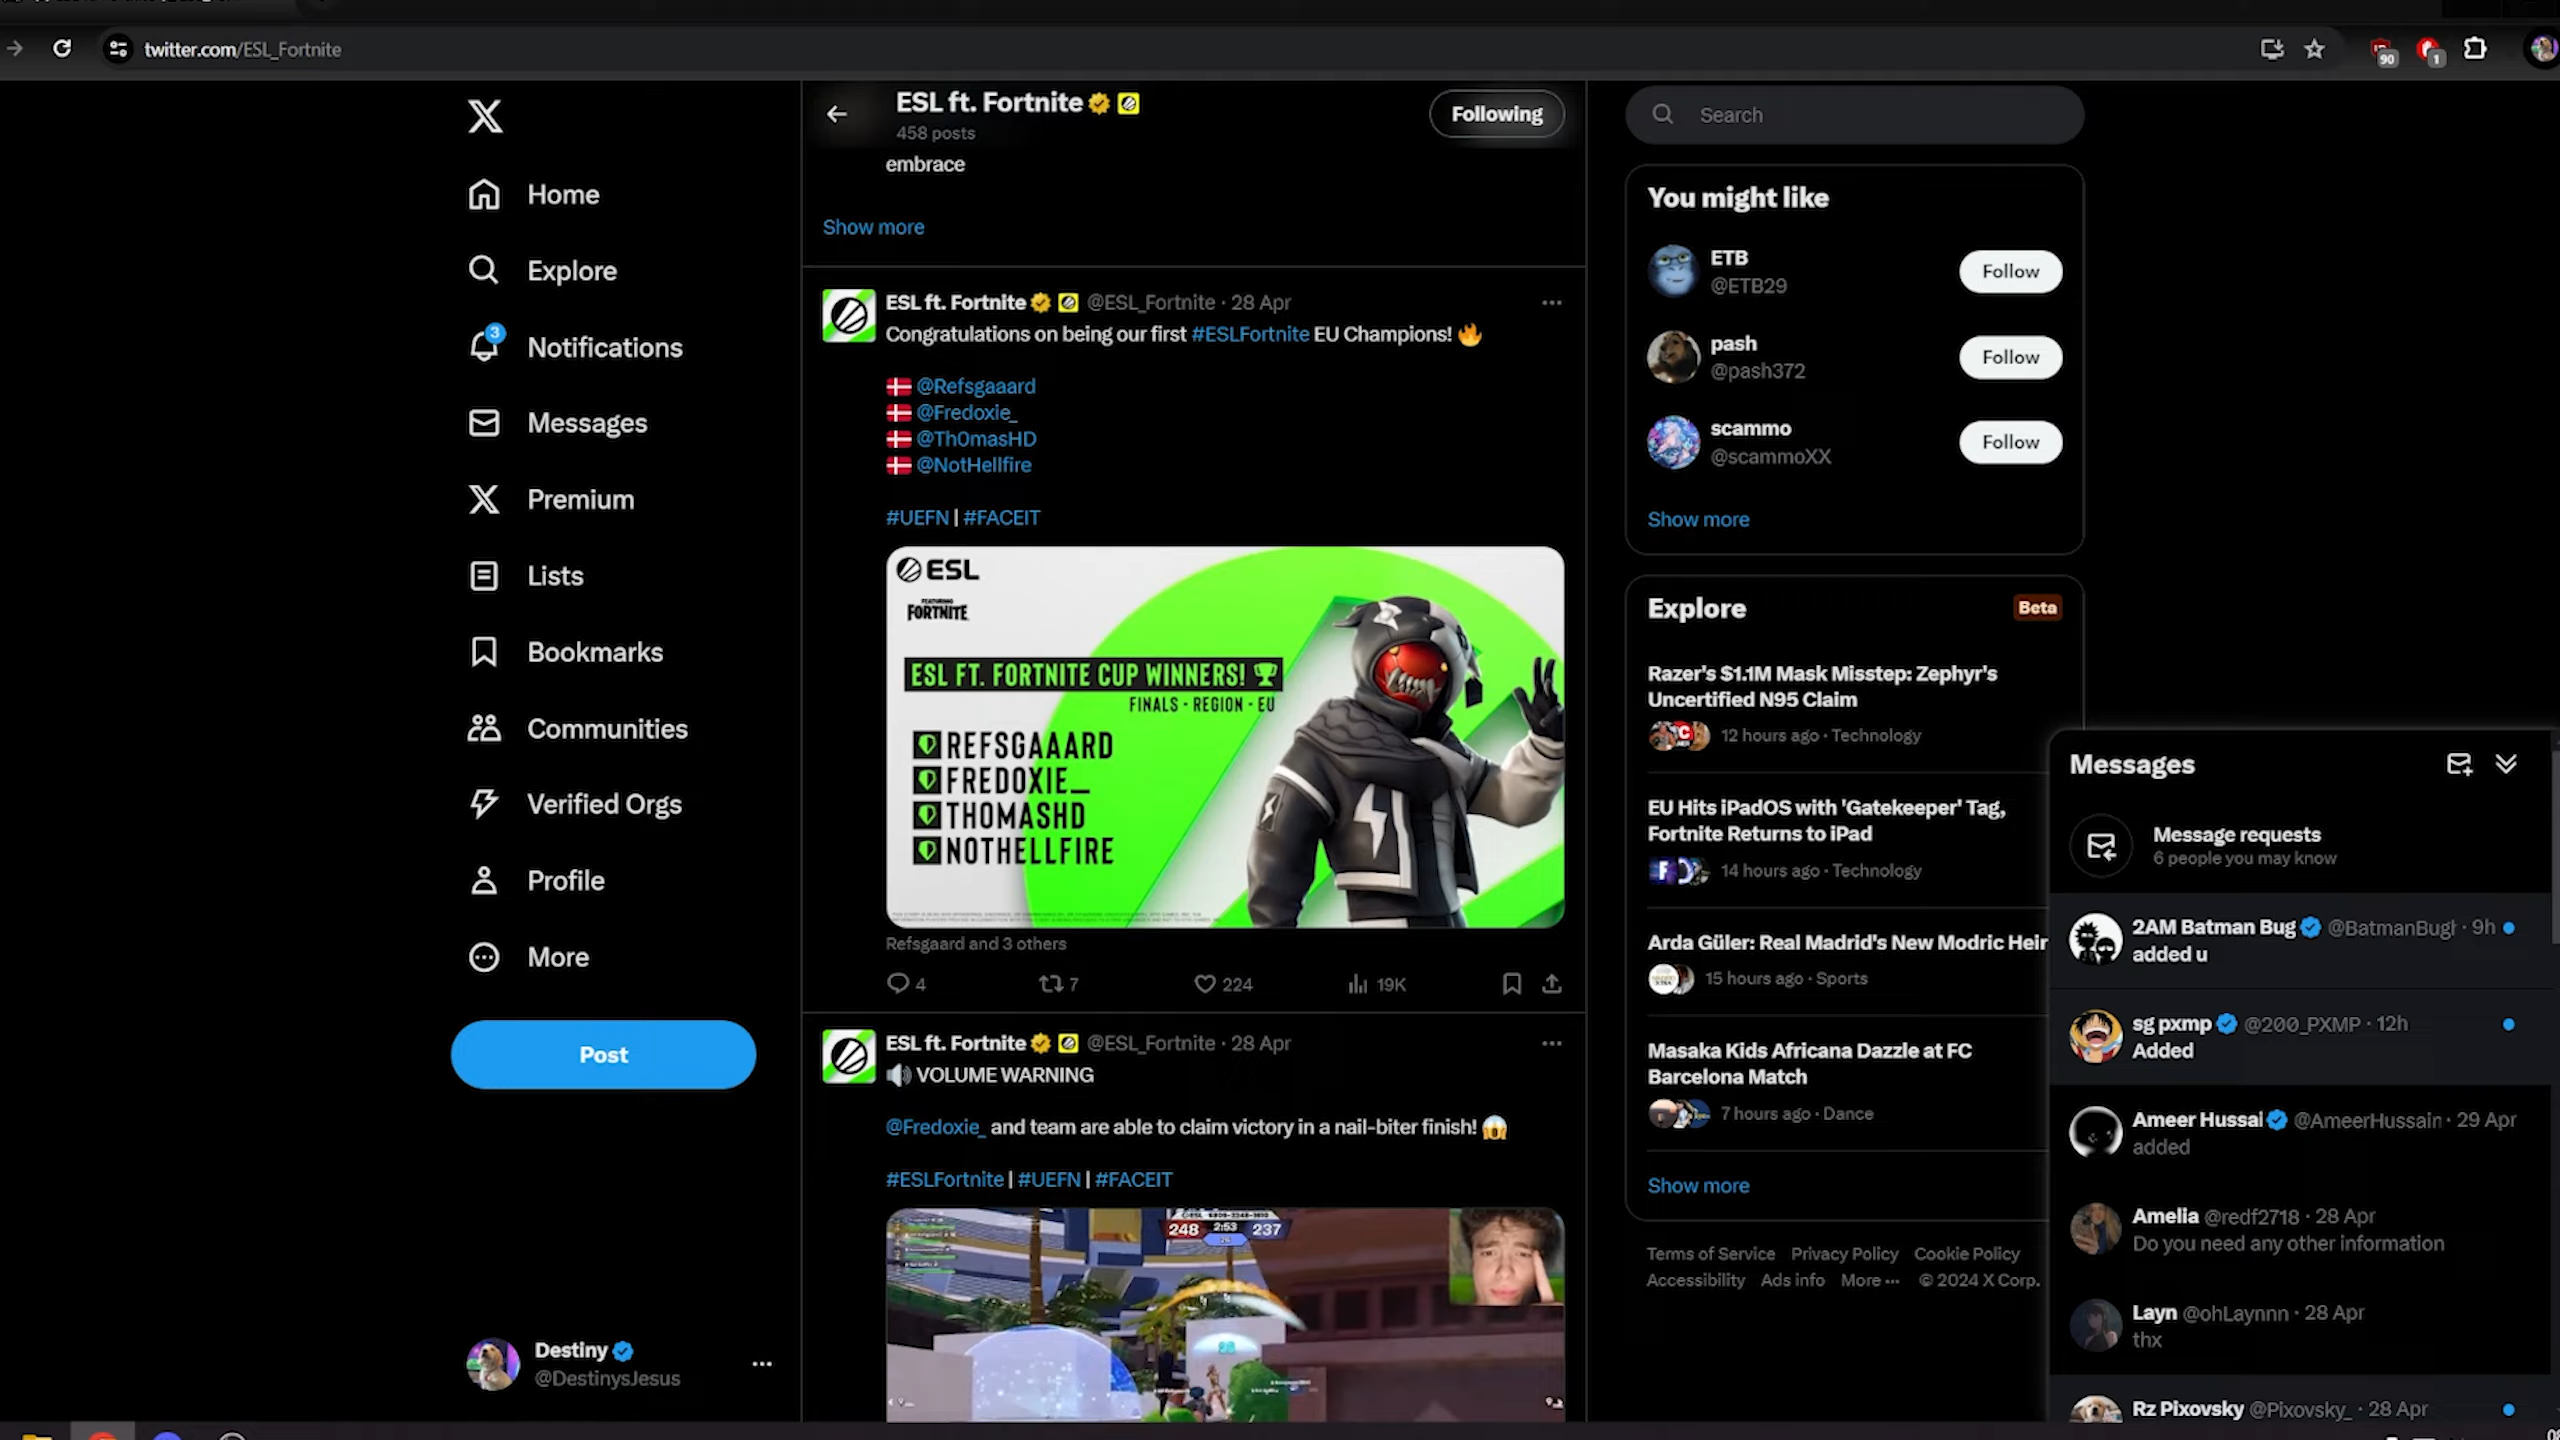 twitter.com/ESL_Fortnite
90
1
Home
Explore
3
Notifications
Messages
Premium
Lists
Bookmarks
Communities
Verified Orgs
Profile
More
Post
Destiny
@DestinysJesus
ESL ft. Fortnite
458 posts
Following
embrace
Show more
ESL ft. Fortnite @ESL_Fortnite · 28 Apr
Congratulations on being our first #ESLFortnite EU Champions! 🔥
🇩🇰 @Refsgaaard
🇩🇰 @Fredoxie_
🇩🇰 @Th0masHD
🇩🇰 @NotHellfire
#UEFN | #FACEIT
ESL
FEATURING
FORTNITE
ESL FT. FORTNITE CUP WINNERS!
FINALS - REGION - EU
REFSGAAARD
FREDOXIE_
THOMASHD
NOTHELLFIRE
Refsgaard and 3 others
4 7 224 19K
ESL ft. Fortnite @ESL_Fortnite · 28 Apr
🔊 VOLUME WARNING
@Fredoxie_ and team are able to claim victory in a nail-biter finish! 😱
#ESLFortnite | #UEFN | #FACEIT
248 2:53 237
Search
You might like
ETB
@ETB29
Follow
pash
@pash372
Follow
scammo
@scammoXX
Follow
Show more
Explore
Beta
Razer's $1.1M Mask Misstep: Zephyr's
Uncertified N95 Claim
12 hours ago · Technology
EU Hits iPadOS with 'Gatekeeper' Tag,
Fortnite Returns to iPad
14 hours ago · Technology
Arda Güler: Real Madrid's New Modric Heir
15 hours ago · Sports
Masaka Kids Africana Dazzle at FC
Barcelona Match
7 hours ago · Dance
Show more
Terms of Service Privacy Policy Cookie Policy
Accessibility Ads info More ··· © 2024 X Corp.
Messages
Message requests
6 people you may know
2AM Batman Bug @BatmanBugl · 9h
added u
sg pxmp @200_PXMP · 12h
Added
Ameer Hussai @AmeerHussain · 29 Apr
added
Amelia @redf2718 · 28 Apr
Do you need any other information
Layn @ohLaynnn · 28 Apr
thx
Rz Pixovsky @Pixovsky_ · 28 Apr